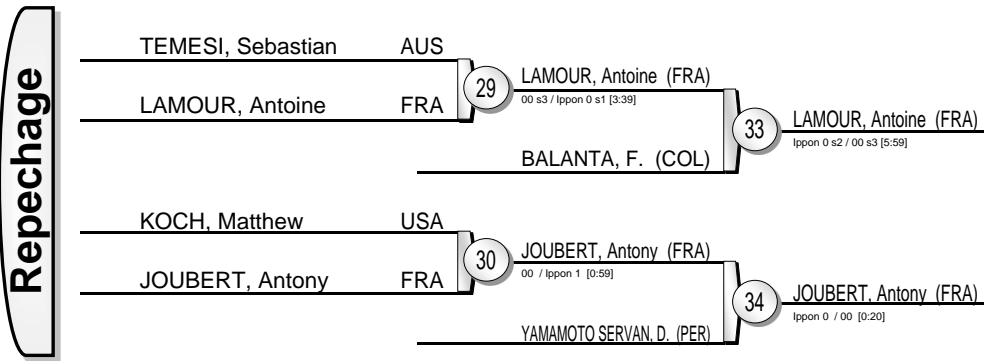 Repechage
TEMESI, Sebastian AUS
LAMOUR, Antoine FRA
29
LAMOUR, Antoine (FRA)
00 s3 / Ippon 0 s1 [3:39]
BALANTA, F. (COL)
33
LAMOUR, Antoine (FRA)
Ippon 0 s2 / 00 s3 [5:59]
KOCH, Matthew USA
JOUBERT, Antony FRA
30
JOUBERT, Antony (FRA)
00 / Ippon 1 [0:59]
YAMAMOTO SERVAN, D. (PER)
34
JOUBERT, Antony (FRA)
Ippon 0 / 00 [0:20]